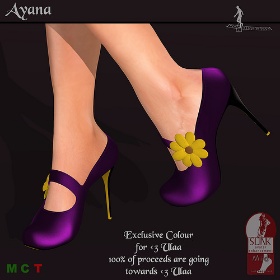 Ayana
Exclusive Colour
for <3 Ulaa
100% of proceeds are going
towards <3 Ulaa
M C T
SLINK